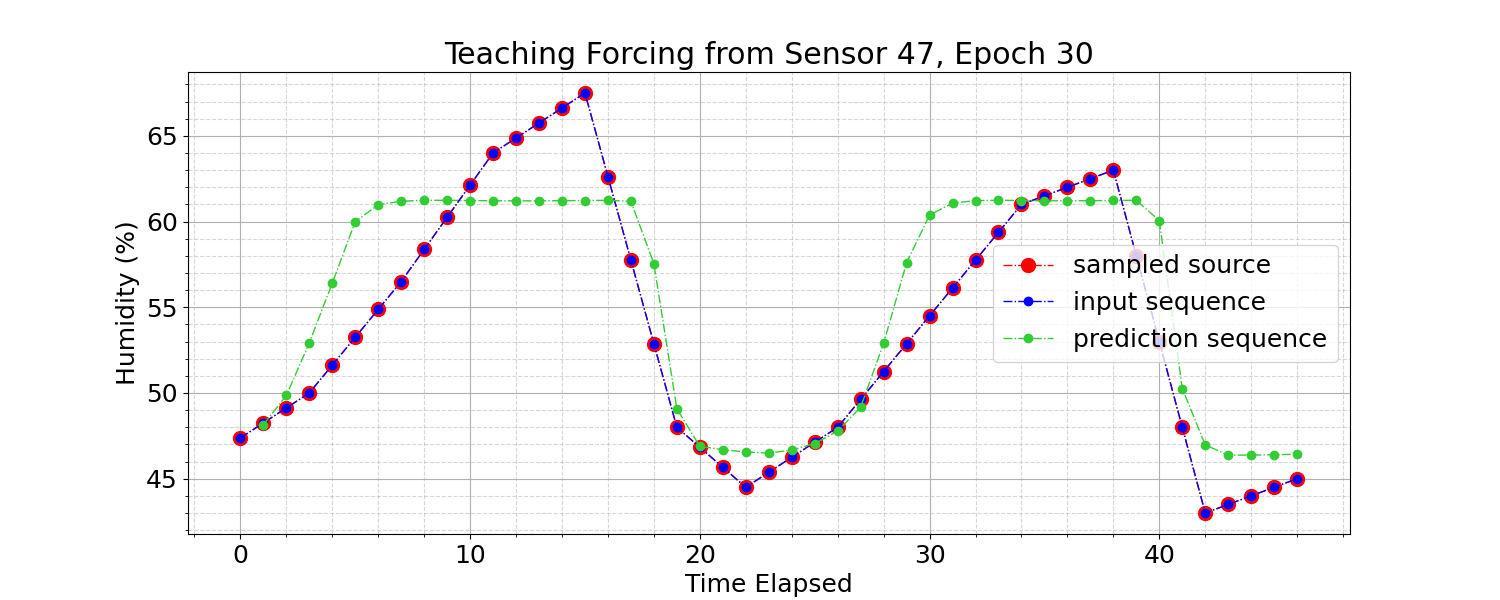 Teaching Forcing from Sensor 47, Epoch 30
Humidity (%)
65
60
55
50
45
sampled source
input sequence
prediction sequence
0 10 20 30 40
Time Elapsed